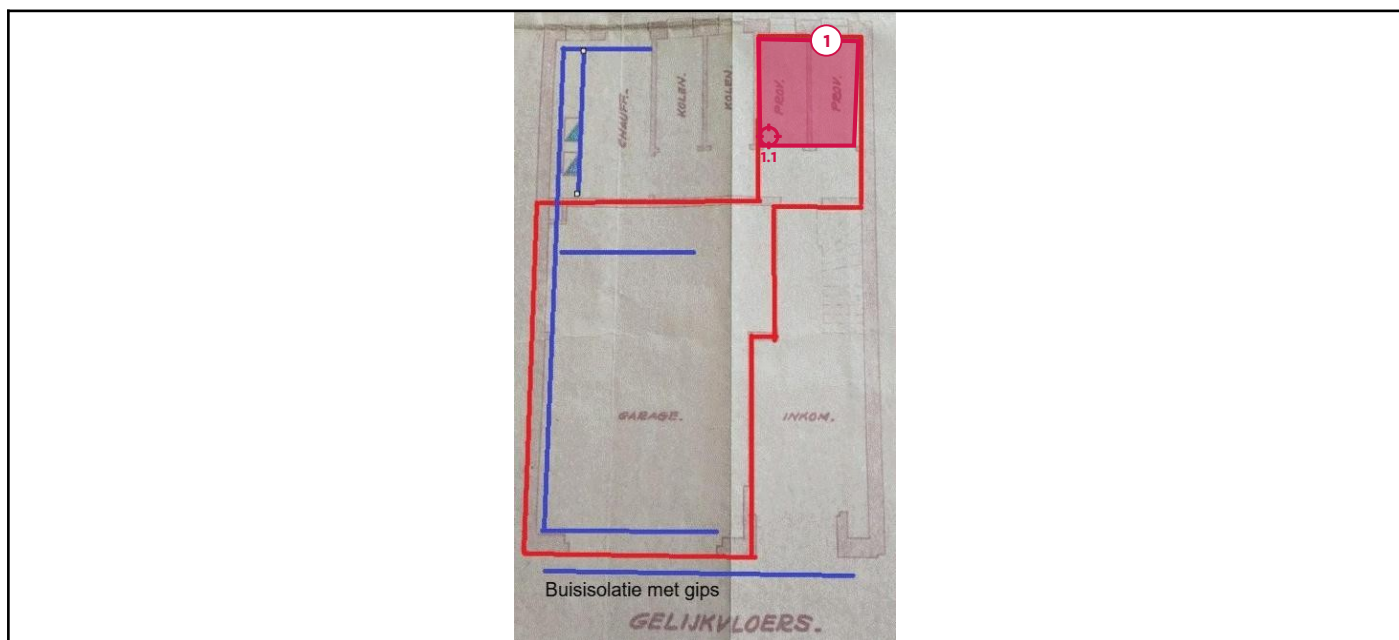 1
CHAUFF.
KOLEN.
KOLEN.
PROV.
PROV.
1.1
GARAGE.
INKOM.
Buisisolatie met gips
GELIJKVLOERS.